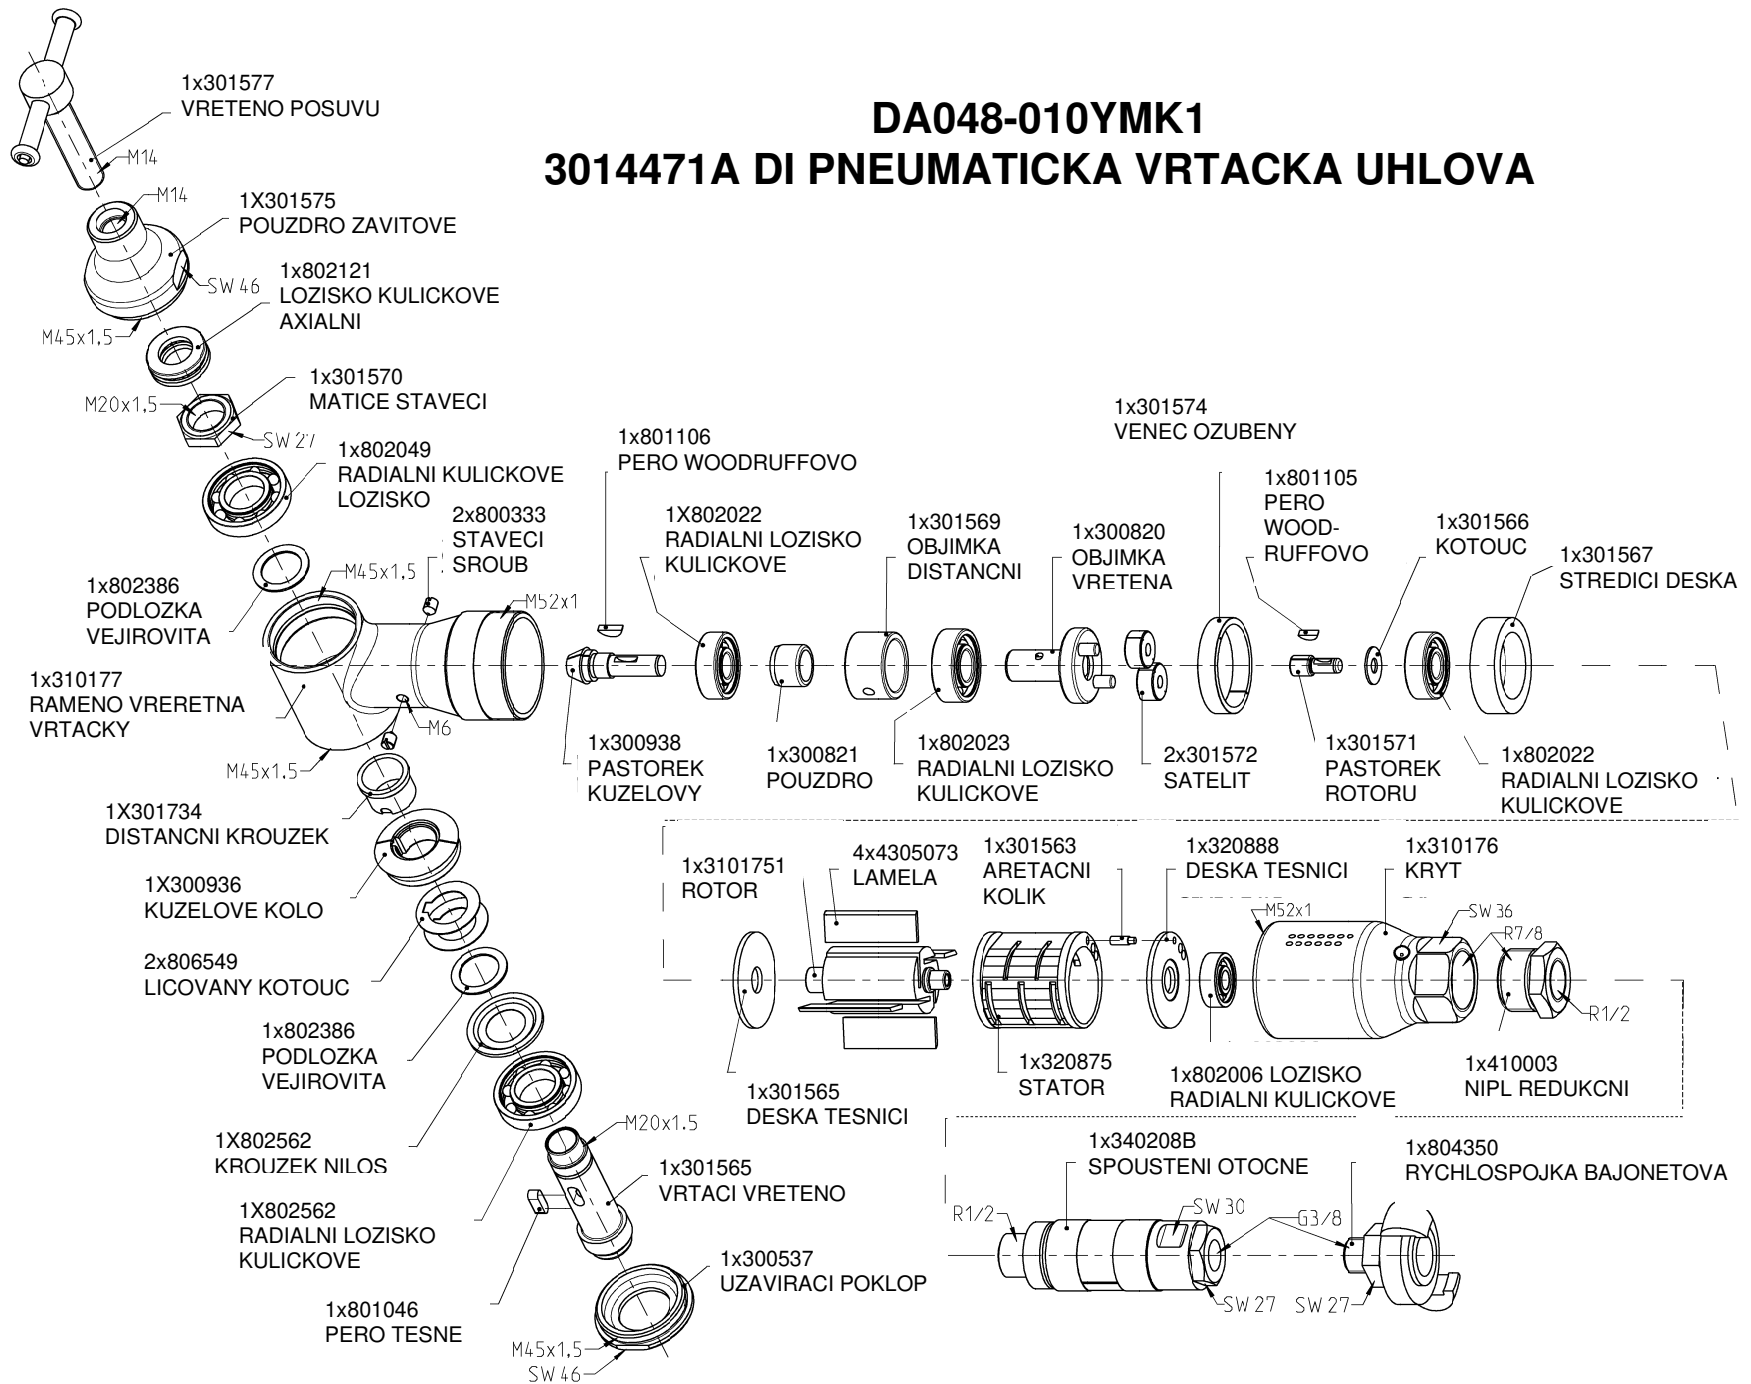 DA048-010YMK1
3014471A DI PNEUMATICKA VRTACKA UHLOVA
1x301577
VRETENO POSUVU
M14
M14
1X301575
POUZDRO ZAVITOVE
SW 46
M45x1,5
1x802121
LOZISKO KULICKOVE
AXIALNI
1x301570
MATICE STAVECI
M20x1,5
SW 27
1x802049
RADIALNI KULICKOVE
LOZISKO
1x802386
PODLOZKA
VEJIROVITA
M45x1,5
2x800333
STAVECI
SROUB
M52x1
1x310177
RAMENO VRERETNA
VRTACKY
M6
M45x1,5
1x801106
PERO WOODRUFFOVO
1X802022
RADIALNI LOZISKO
KULICKOVE
1x301569
OBJIMKA
DISTANCNI
1x300820
OBJIMKA
VRETENA
1x301574
VENEC OZUBENY
1x801105
PERO
WOOD-
RUFFOVO
1x301566
KOTOUC
1x301567
STREDICI DESKA
1x300938
PASTOREK
KUZELOVY
1x300821
POUZDRO
1x802023
RADIALNI LOZISKO
KULICKOVE
2x301572
SATELIT
1x301571
PASTOREK
ROTORU
1x802022
RADIALNI LOZISKO
KULICKOVE
1X301734
DISTANCNI KROUZEK
1X300936
KUZELOVE KOLO
2x806549
LICOVANY KOTOUC
1x802386
PODLOZKA
VEJIROVITA
1X802562
KROUZEK NILOS
1X802562
RADIALNI LOZISKO
KULICKOVE
1x801046
PERO TESNE
M20x1.5
1x301565
VRTACI VRETENO
1x300537
UZAVIRACI POKLOP
M45x1,5
SW 46
1x3101751
ROTOR
4x4305073
LAMELA
1x301563
ARETACNI
KOLIK
1x320888
DESKA TESNICI
1x310176
KRYT
M52x1
SW 36
R7/8
R1/2
1x301565
DESKA TESNICI
1x320875
STATOR
1x802006 LOZISKO
RADIALNI KULICKOVE
1x410003
NIPL REDUKCNI
1x340208B
SPOUSTENI OTOCNE
1x804350
RYCHLOSPOJKA BAJONETOVA
R1/2
SW 30
G3/8
SW 27
SW 27